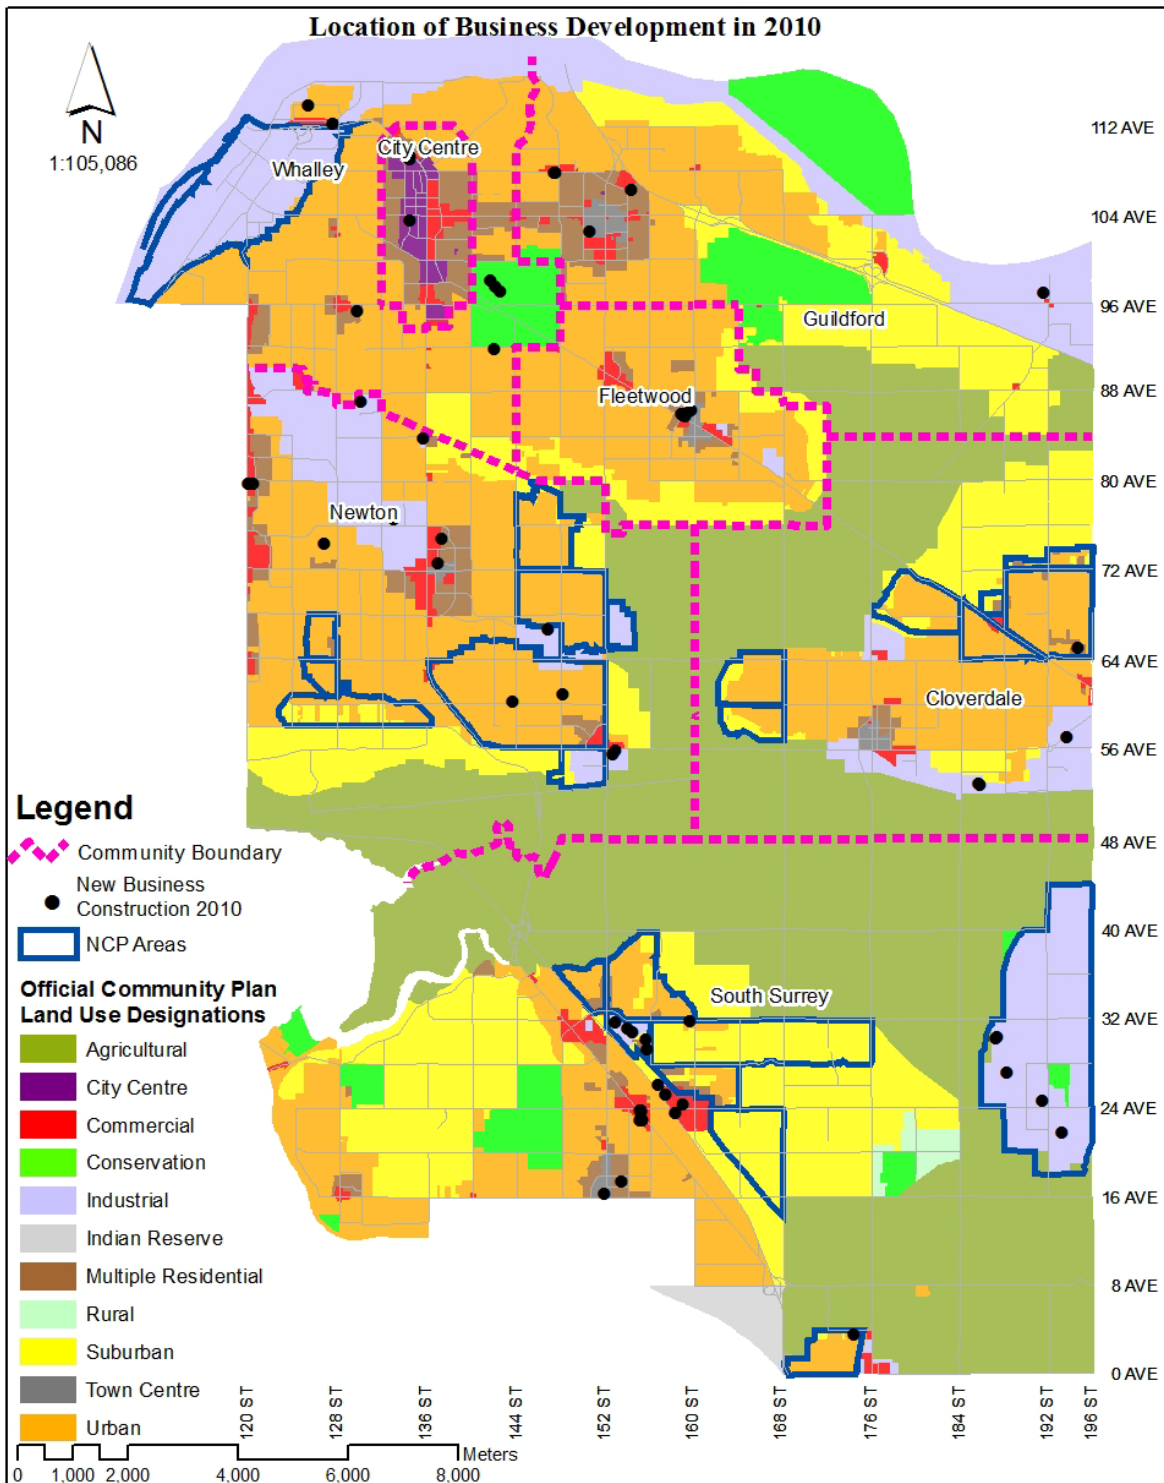 Location of Business Development in 2010
N
1:105,086
112 AVE
City Centre
Whalley
104 AVE
96 AVE
Guildford
88 AVE
Fleetwood
80 AVE
Newton
72 AVE
64 AVE
Cloverdale
56 AVE
Legend
48 AVE
Community Boundary
New Business
Construction 2010
40 AVE
NCP Areas
Official Community Plan
Land Use Designations
South Surrey
32 AVE
Agricultural
City Centre
24 AVE
Commercial
Conservation
Industrial
16 AVE
Indian Reserve
Multiple Residential
8 AVE
Rural
Suburban
0 AVE
Town Centre
Urban
120 ST
128 ST
136 ST
144 ST
152 ST
160 ST
168 ST
176 ST
184 ST
192 ST
196 ST
Meters
0 1,000 2,000 4,000 6,000 8,000